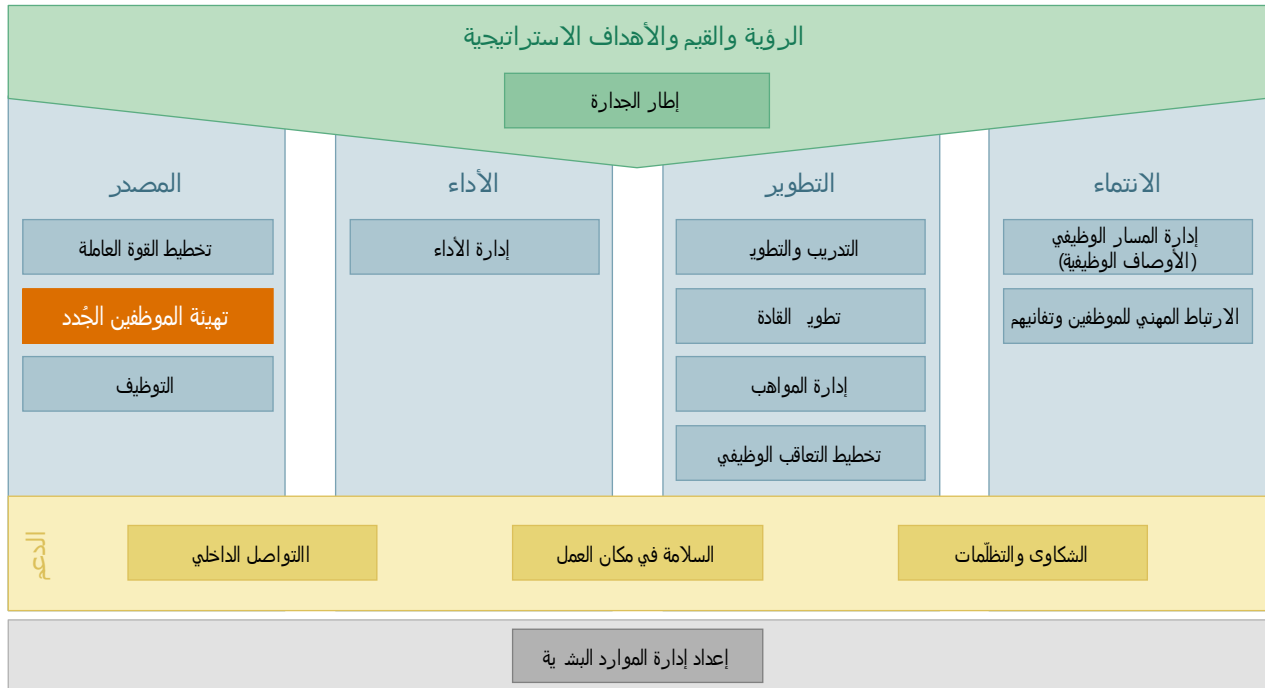 الرؤية والقيم والأهداف الاستراتيجية
إطار الجدارة
الانتماء
إدارة المسار الوظيفي
(الأوصاف الوظيفية)
الارتباط المهني للموظفين وتفانيهم
التطوير
التدريب والتطوير
تطوير القادة
إدارة المواهب
تخطيط التعاقب الوظيفي
الأداء
إدارة الأداء
المصدر
تخطيط القوة العاملة
تهيئة الموظفين الجُدد
التوظيف
الشكاوى والتظلّمات
السلامة في مكان العمل
االتواصل الداخلي
الدعم
إعداد إدارة الموارد البشرية